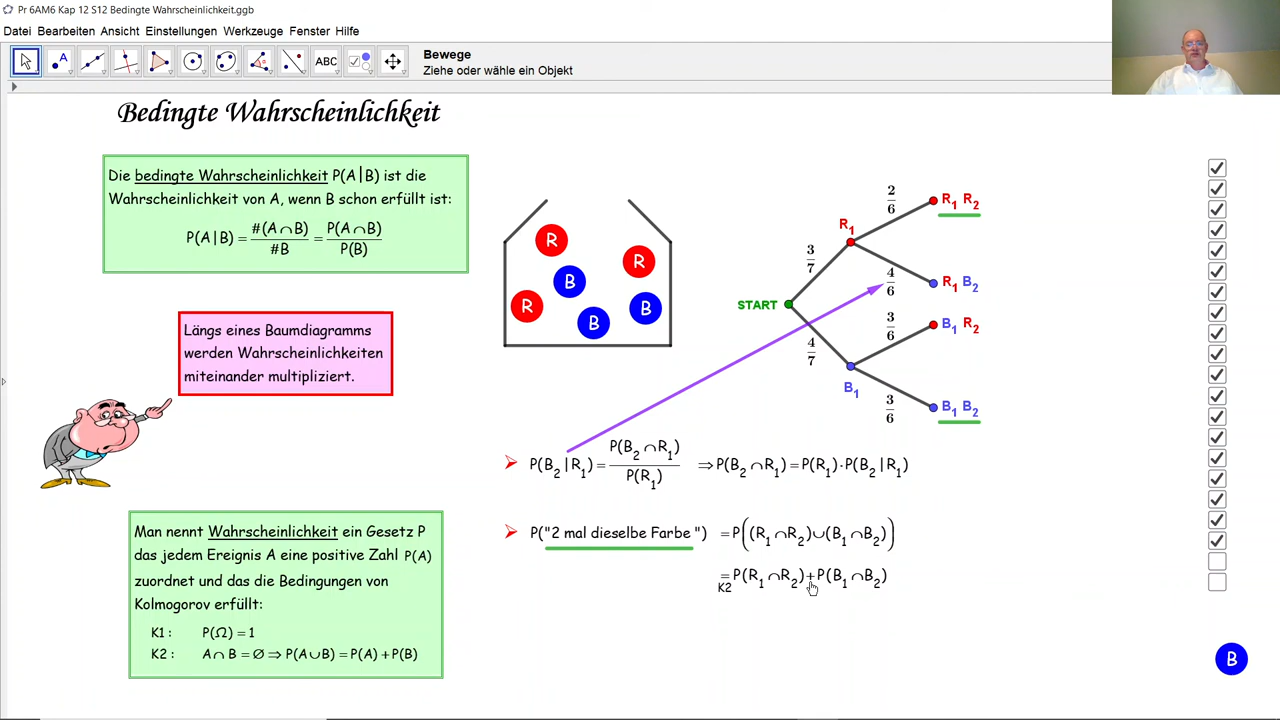 Pr 6AM6 Kap 12 S12 Bedingte Wahrscheinlichkeit.ggb
Datei Bearbeiten Ansicht Einstellungen Werkzeuge Fenster Hilfe
A
ABC
Bewege
Ziehe oder wähle ein Objekt
Bedingte Wahrscheinlichkeit
Die bedingte Wahrscheinlichkeit P(A|B) ist die
Wahrscheinlichkeit von A, wenn B schon erfüllt ist:
P(A|B) = #(A∩B)/#B = P(A∩B)/P(B)
Längs eines Baumdiagramms
werden Wahrscheinlichkeiten
miteinander multipliziert.
Man nennt Wahrscheinlichkeit ein Gesetz P
das jedem Ereignis A eine positive Zahl P(A)
zuordnet und das die Bedingungen von
Kolmogorov erfüllt:
K1: P(Ω) = 1
K2: A∩B = Ø ⇒ P(A∪B) = P(A) + P(B)
R
R
B
R
B
B
START
3/7
4/7
R₁
B₁
2/6
4/6
3/6
3/6
R₁ R₂
R₁ B₂
B₁ R₂
B₁ B₂
P(B₂|R₁) = P(B₂∩R₁)/P(R₁) ⇒ P(B₂∩R₁) = P(R₁)·P(B₂|R₁)
P("2 mal dieselbe Farbe") = P((R₁∩R₂)∪(B₁∩B₂))
=K2 P(R₁∩R₂)+P(B₁∩B₂)
B